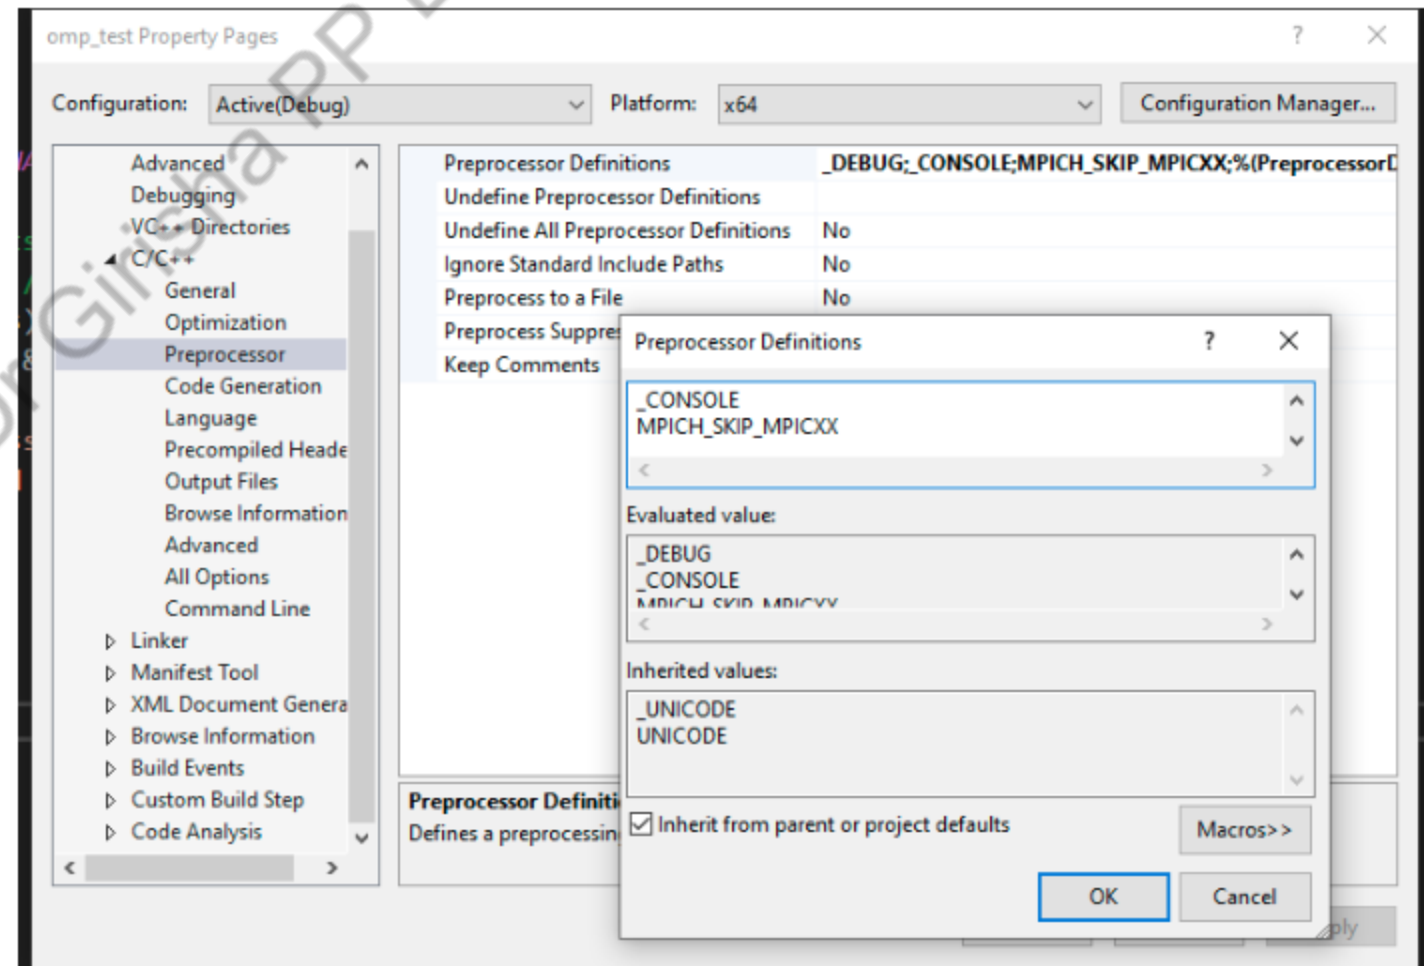 omp_test Property Pages
? ×
Configuration: Active(Debug) Platform: x64 Configuration Manager...
Advanced
Debugging
VC++ Directories
C/C++
General
Optimization
Preprocessor
Code Generation
Language
Precompiled Heade
Output Files
Browse Information
Advanced
All Options
Command Line
Linker
Manifest Tool
XML Document Genera
Browse Information
Build Events
Custom Build Step
Code Analysis
Preprocessor Definitions _DEBUG;_CONSOLE;MPICH_SKIP_MPICXX;%(PreprocessorD
Undefine Preprocessor Definitions
Undefine All Preprocessor Definitions No
Ignore Standard Include Paths No
Preprocess to a File No
Preprocess Suppres
Keep Comments
Preprocessor Definiti
Defines a preprocessin
Preprocessor Definitions
? ×
_CONSOLE
MPICH_SKIP_MPICXX
Evaluated value:
_DEBUG
_CONSOLE
MPICH_SKIP_MPICXX
Inherited values:
_UNICODE
UNICODE
Inherit from parent or project defaults
Macros>>
OK Cancel
ply
Girisha PP